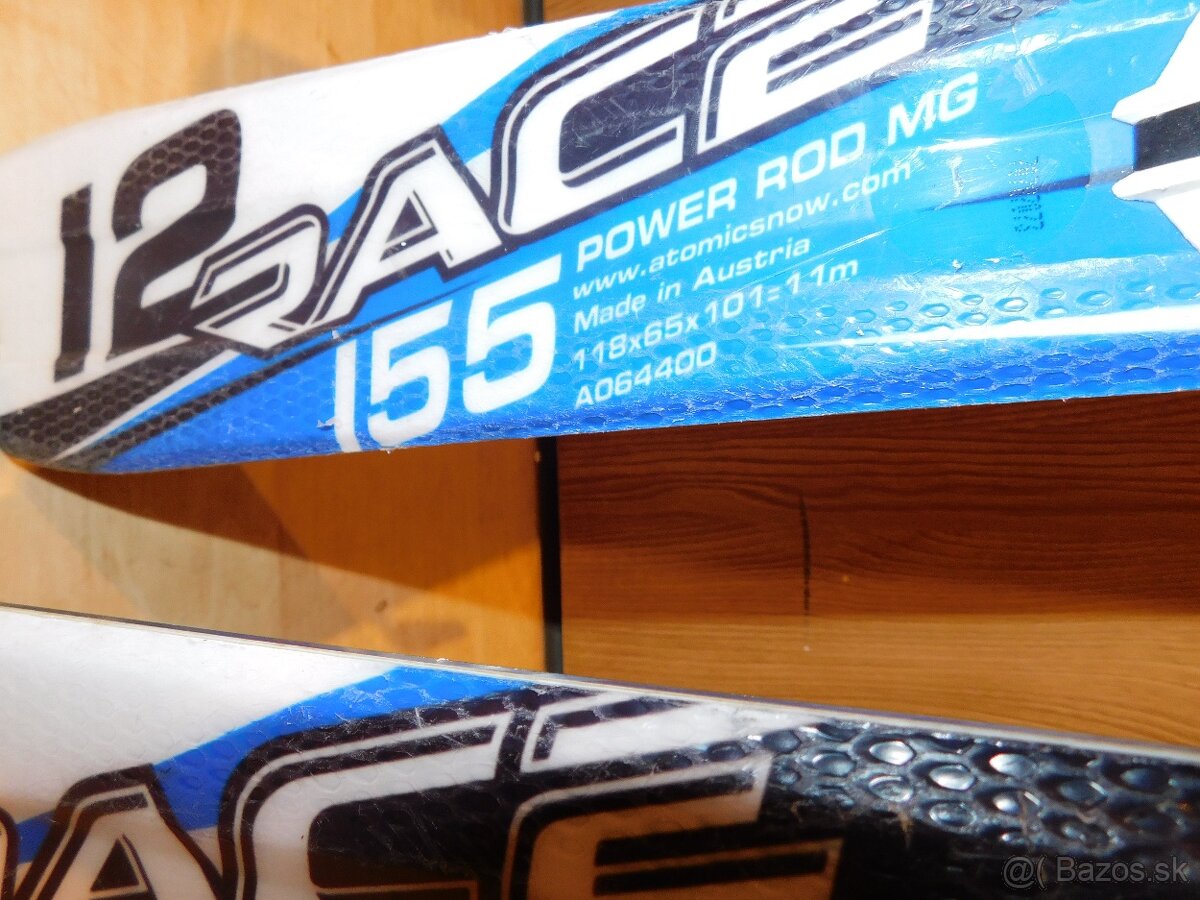 12 RACE
155
POWER ROD MG
www.atomicsnow.com
Made in Austria
118x65x101=11m
A064400
RACE
@( Bazos.sk